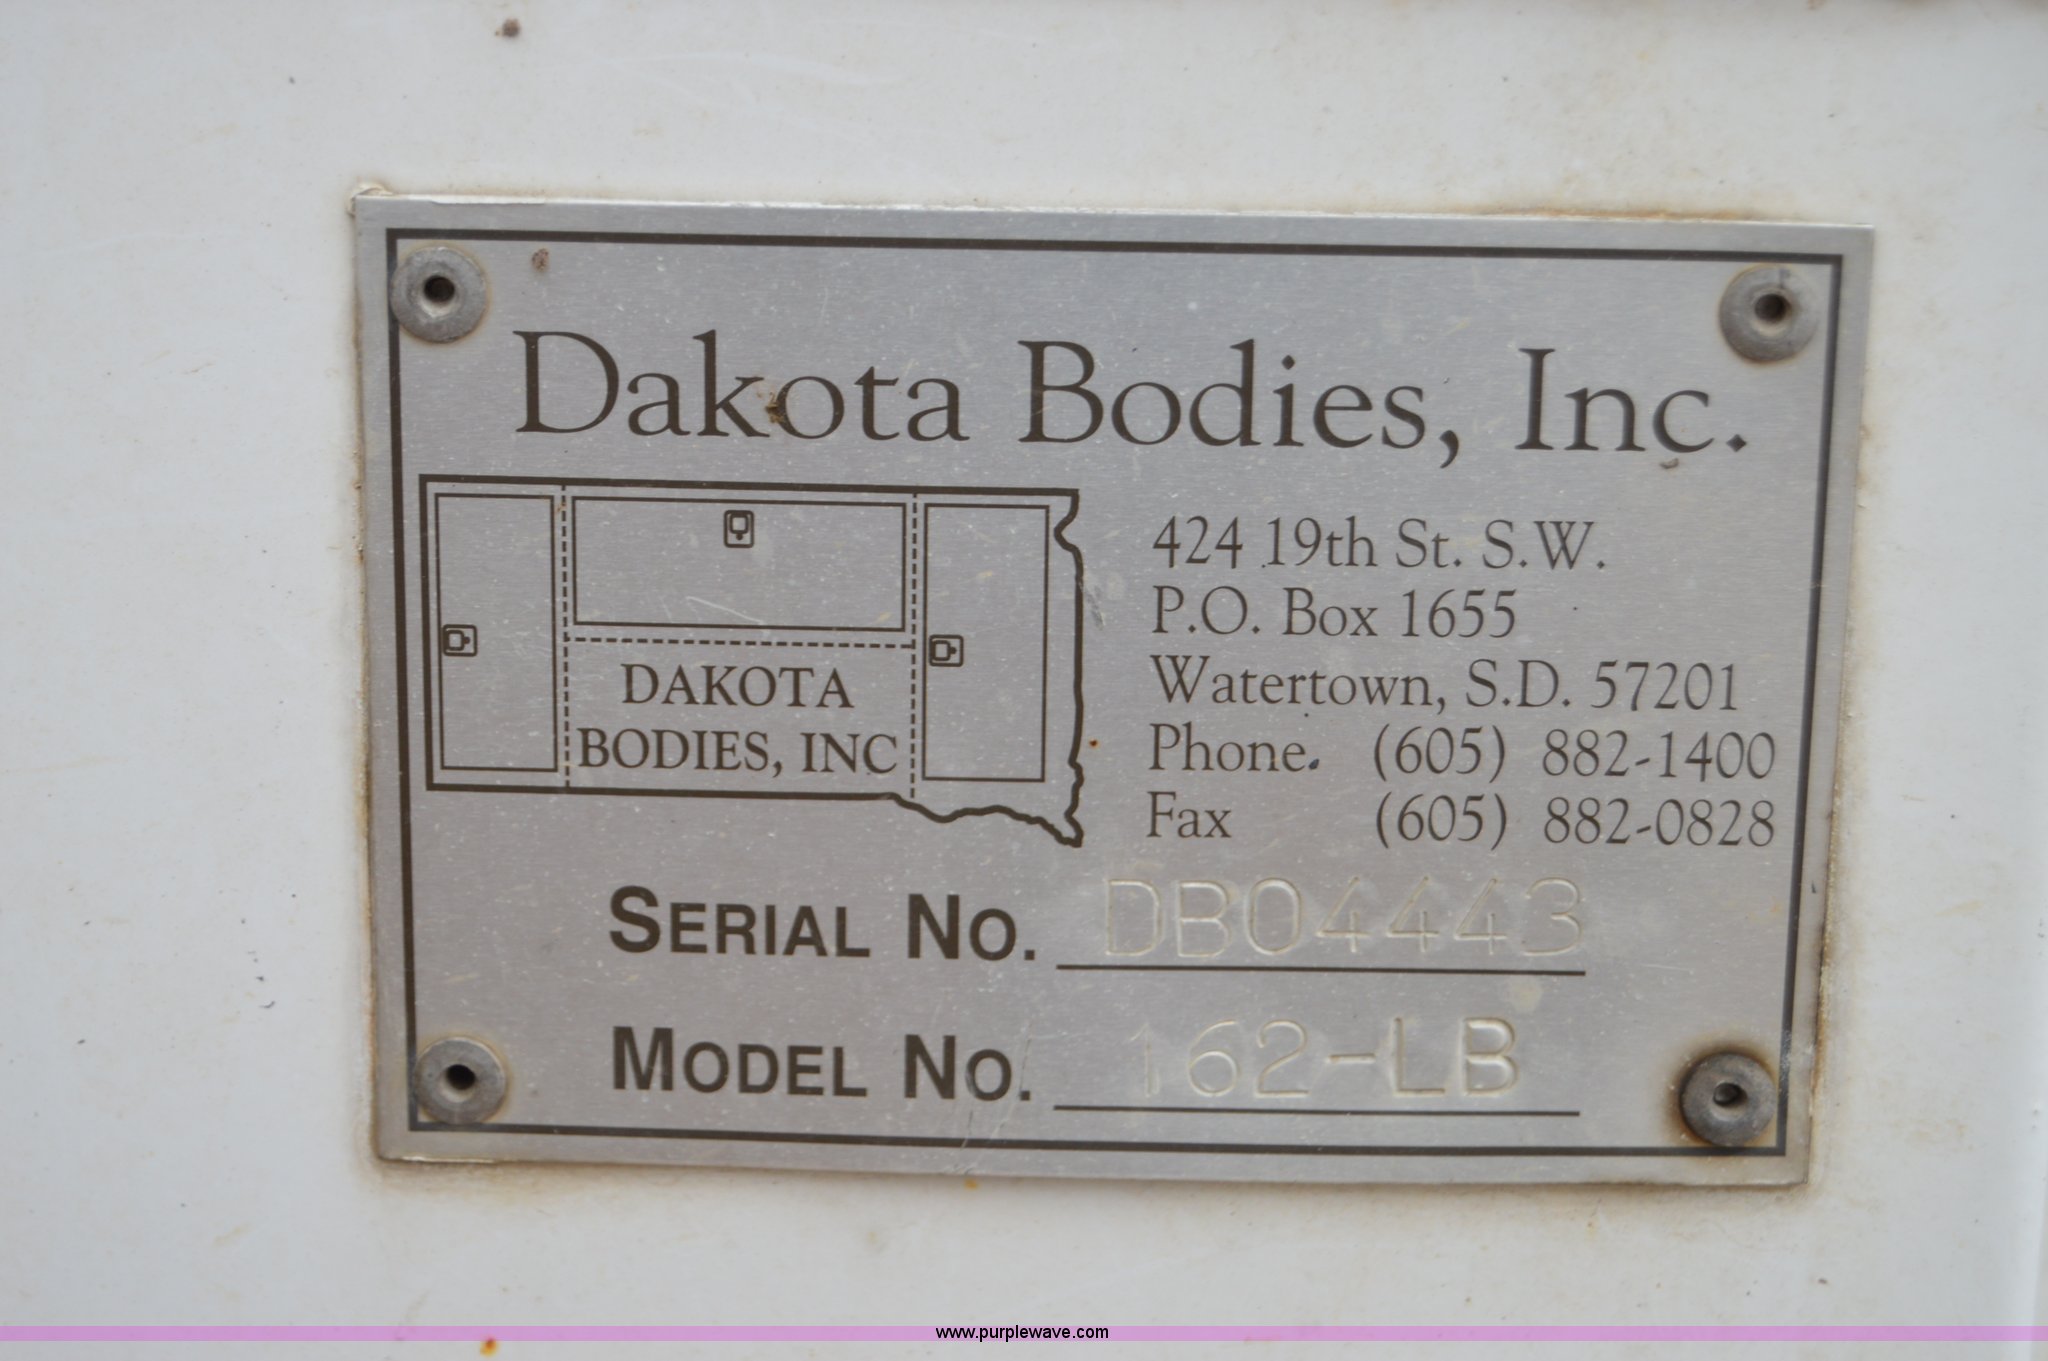 Dakota Bodies, Inc.
DAKOTA
BODIES, INC
424 19th St. S.W.
P.O. Box 1655
Watertown, S.D. 57201
Phone. (605) 882-1400
Fax (605) 882-0828
SERIAL NO. DB04443
MODEL NO. 162-LB
www.purplewave.com